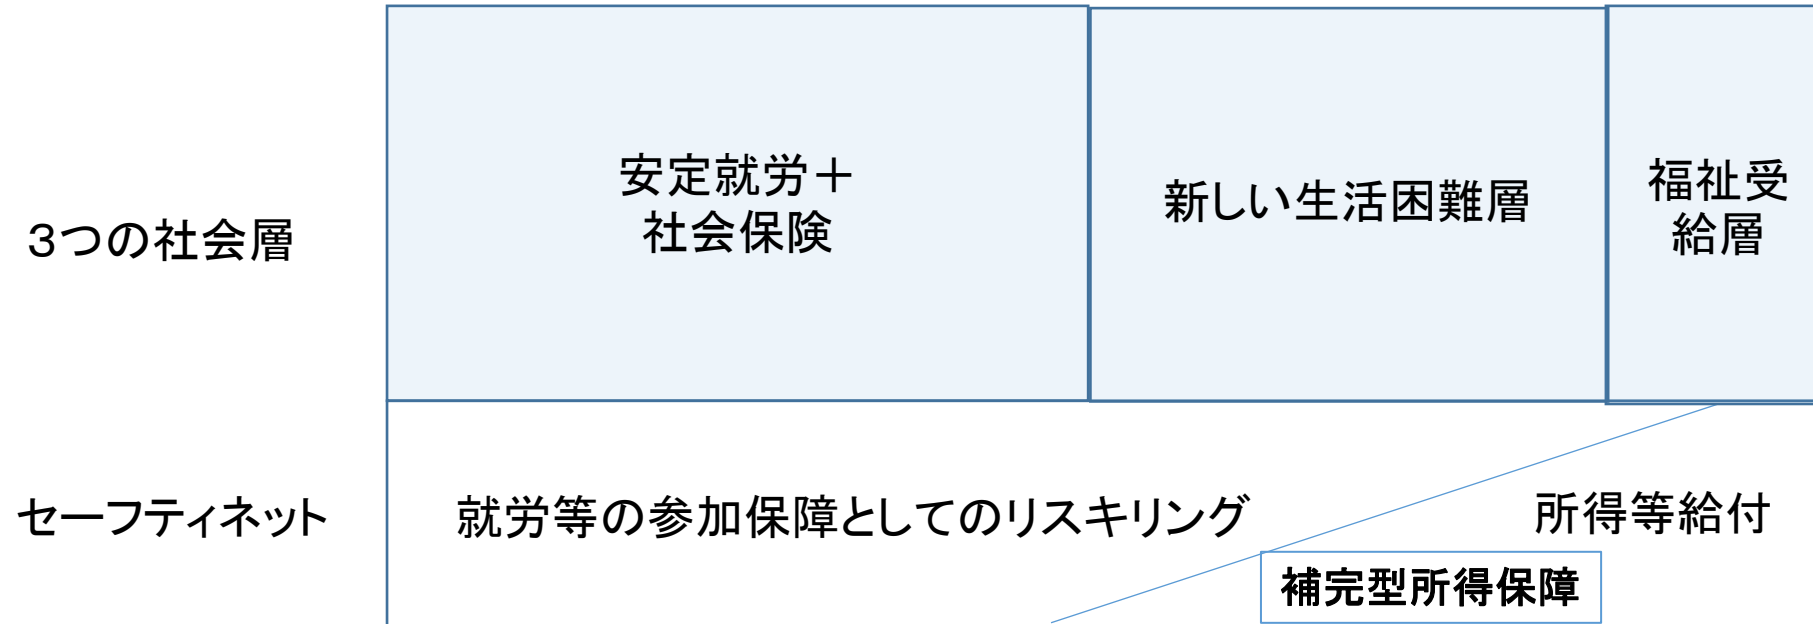 3つの社会層
安定就労＋
社会保険
新しい生活困難層
福祉受
給層
セーフティネット
就労等の参加保障としてのリスキリング
所得等給付
補完型所得保障